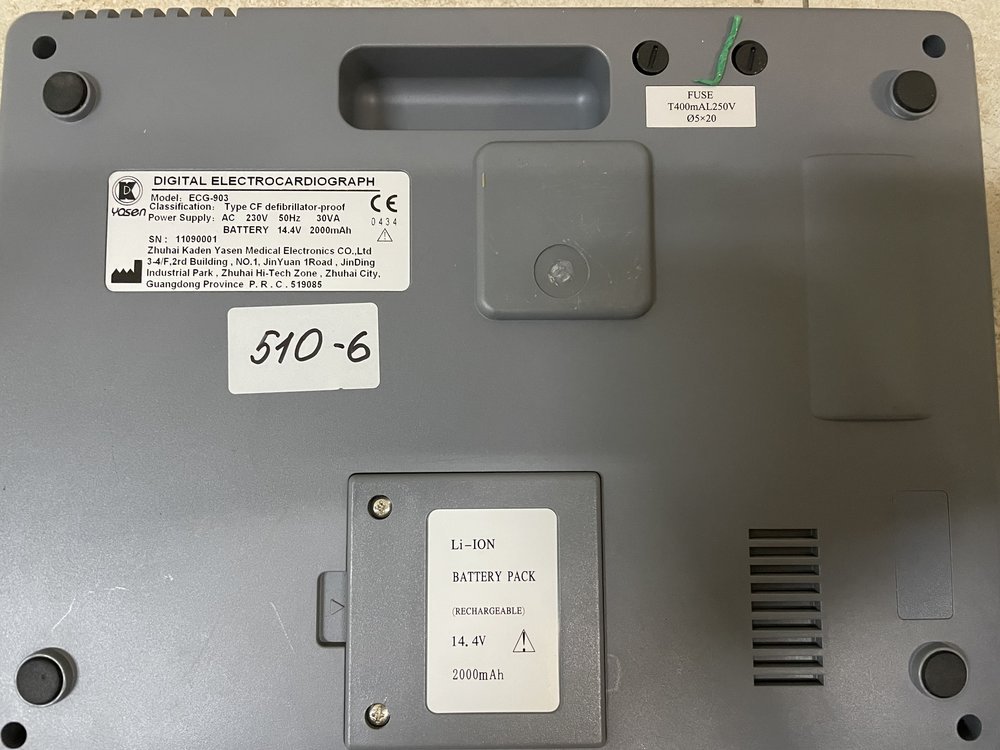 FUSE
T400mAL250V
Ø5×20
DIGITAL ELECTROCARDIOGRAPH
Yasen
Model: ECG-903
Classification: Type CF defibrillator-proof
Power Supply: AC 230V 50Hz 30VA
BATTERY 14.4V 2000mAh
CE
0434
SN: 11090001
Zhuhai Kaden Yasen Medical Electronics CO.,Ltd
3-4/F,2rd Building , NO.1, JinYuan 1Road , JinDing
Industrial Park , Zhuhai Hi-Tech Zone , Zhuhai City,
Guangdong Province P. R. C. 519085
510-6
Li-ION
BATTERY PACK
(RECHARGEABLE)
14.4V
2000mAh